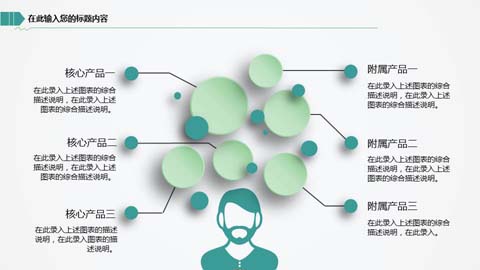 在此输入您的标题内容
核心产品一
在此录入上述图表的综合
描述说明，在此录入上述
图表的综合描述说明。
核心产品二
在此录入上述图表的综合
描述说明，在此录入上述
图表的综合描述说明。
核心产品三
在此录入上述图表的描
述说明，在此录入图表的描
述说明。
附属产品一
在此录入上述图表的综合
描述说明，在此录入上述
图表的综合描述说明。
附属产品二
在此录入上述图表的综合
描述说明，在此录入上述
图表的综合描述说明。
附属产品三
在此录入上述图表的综合
描述说明，在此录入。